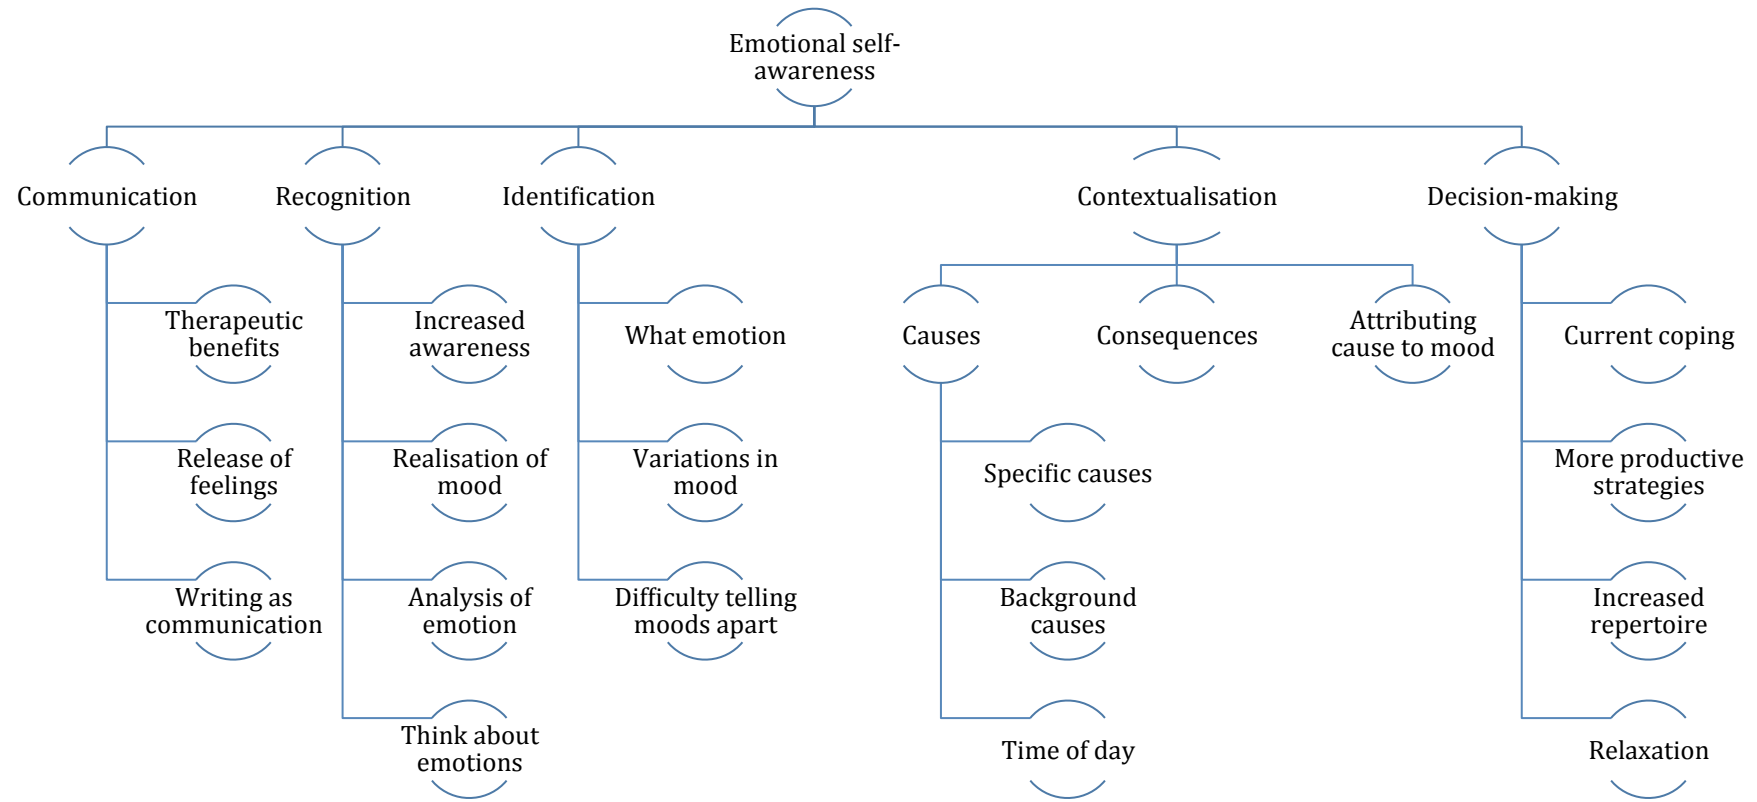 Emotional self-
awareness
Communication
Recognition
Identification
Contextualisation
Decision-making
Therapeutic
benefits
Increased
awareness
What emotion
Causes
Consequences
Attributing
cause to mood
Current coping
Release of
feelings
Realisation of
mood
Variations in
mood
Specific causes
More productive
strategies
Writing as
communication
Analysis of
emotion
Difficulty telling
moods apart
Background
causes
Increased
repertoire
Think about
emotions
Time of day
Relaxation